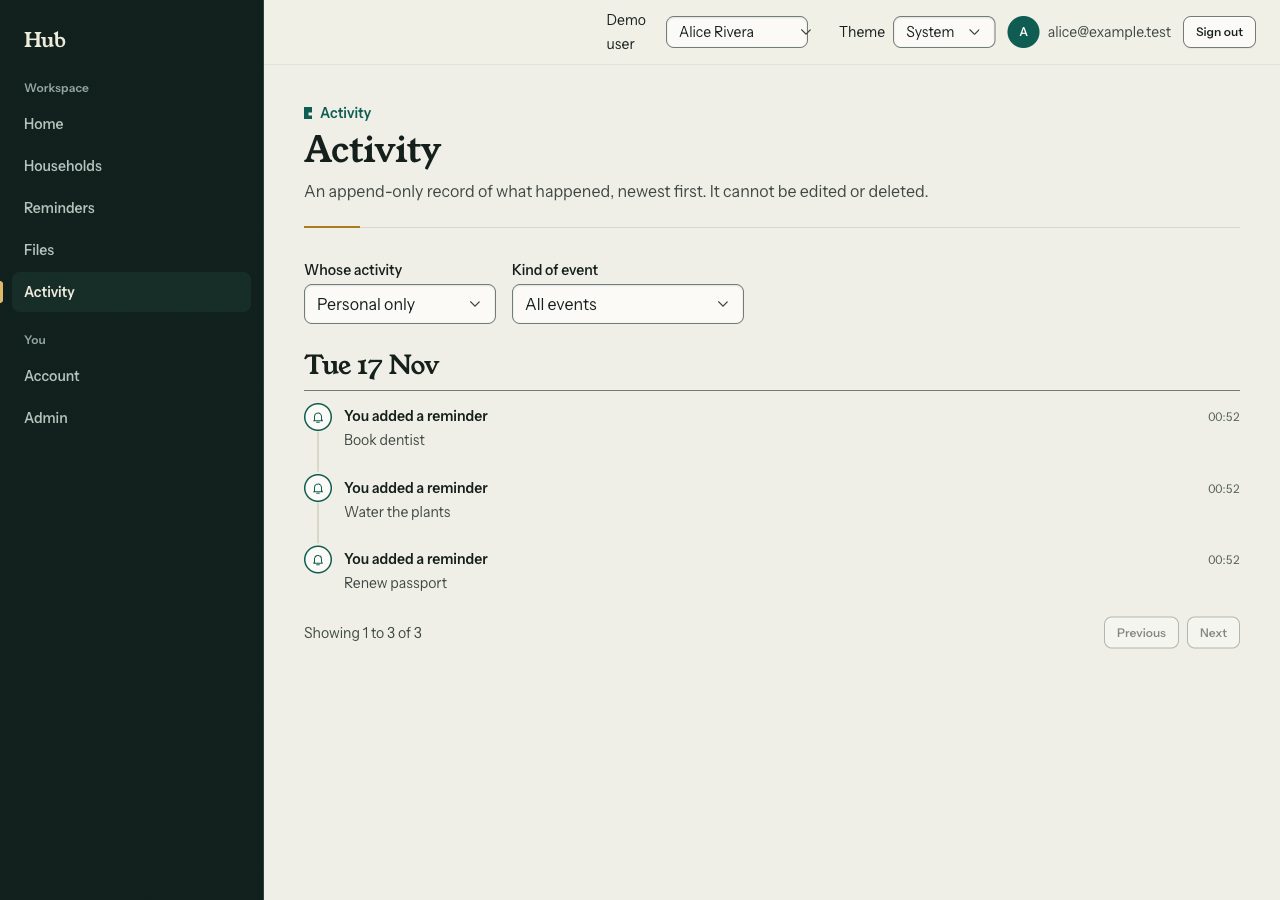 Hub
Workspace
Home
Households
Reminders
Files
Activity
You
Account
Admin
Demo
user
Alice Rivera
Theme
System
A
alice@example.test
Sign out
Activity
Activity
An append-only record of what happened, newest first. It cannot be edited or deleted.
Whose activity
Kind of event
Personal only
All events
Tue 17 Nov
You added a reminder
00:52
Book dentist
You added a reminder
00:52
Water the plants
You added a reminder
00:52
Renew passport
Showing 1 to 3 of 3
Previous
Next